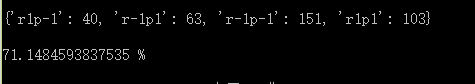 {'r1p-1': 40, 'r-1p1': 63, 'r-1p-1': 151, 'r1p1': 103}
71.1484593837535 %